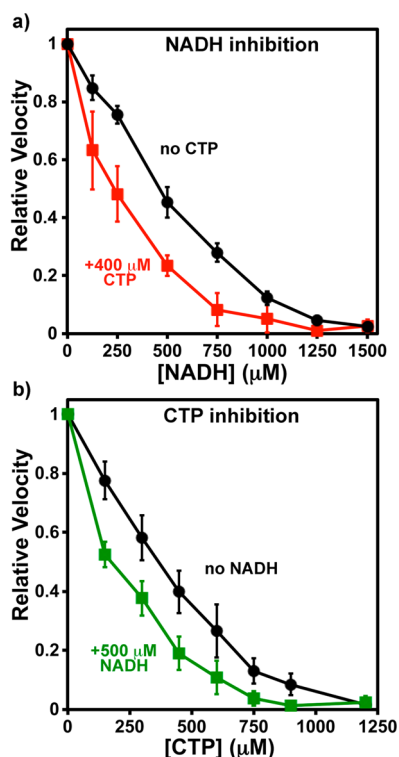 a)
NADH inhibition
1
0.8
0.6
0.4
0.2
0
Relative Velocity
no CTP
+400 μM
CTP
0 250 500 750 1000 1250 1500
[NADH] (μM)
b)
CTP inhibition
1
0.8
0.6
0.4
0.2
0
Relative Velocity
no NADH
+500 μM
NADH
0 250 500 750 1000 1250
[CTP] (μM)